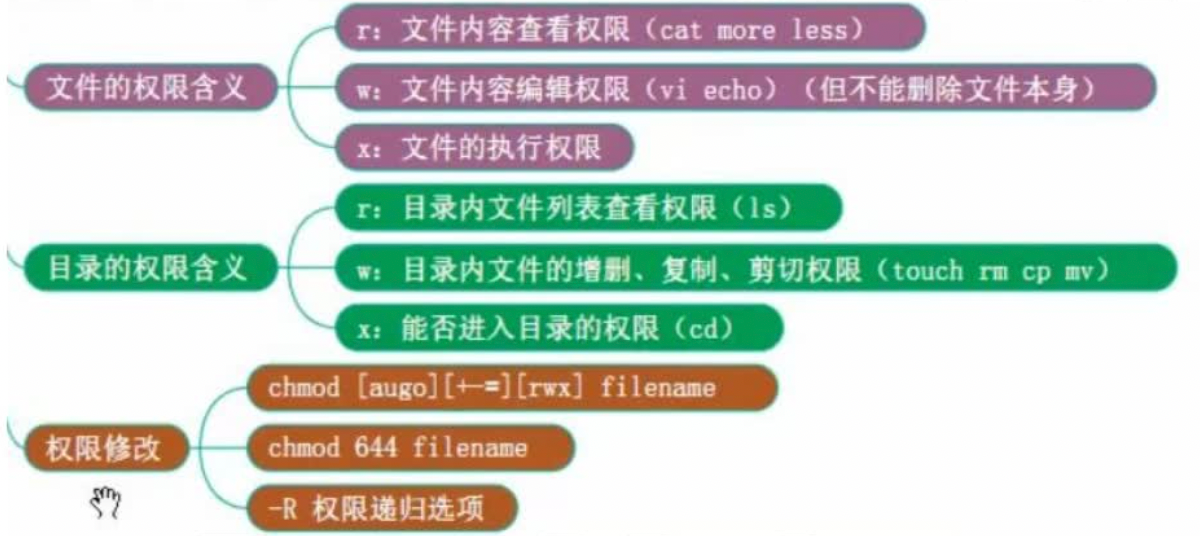 文件的权限含义
r: 文件内容查看权限（cat more less）
w: 文件内容编辑权限（vi echo）（但不能删除文件本身）
x: 文件的执行权限
目录的权限含义
r: 目录内文件列表查看权限（ls）
w: 目录内文件的增删、复制、剪切权限（touch rm cp mv）
x: 能否进入目录的权限（cd）
权限修改
chmod [augo][+-=][rwx] filename
chmod 644 filename
-R 权限递归选项